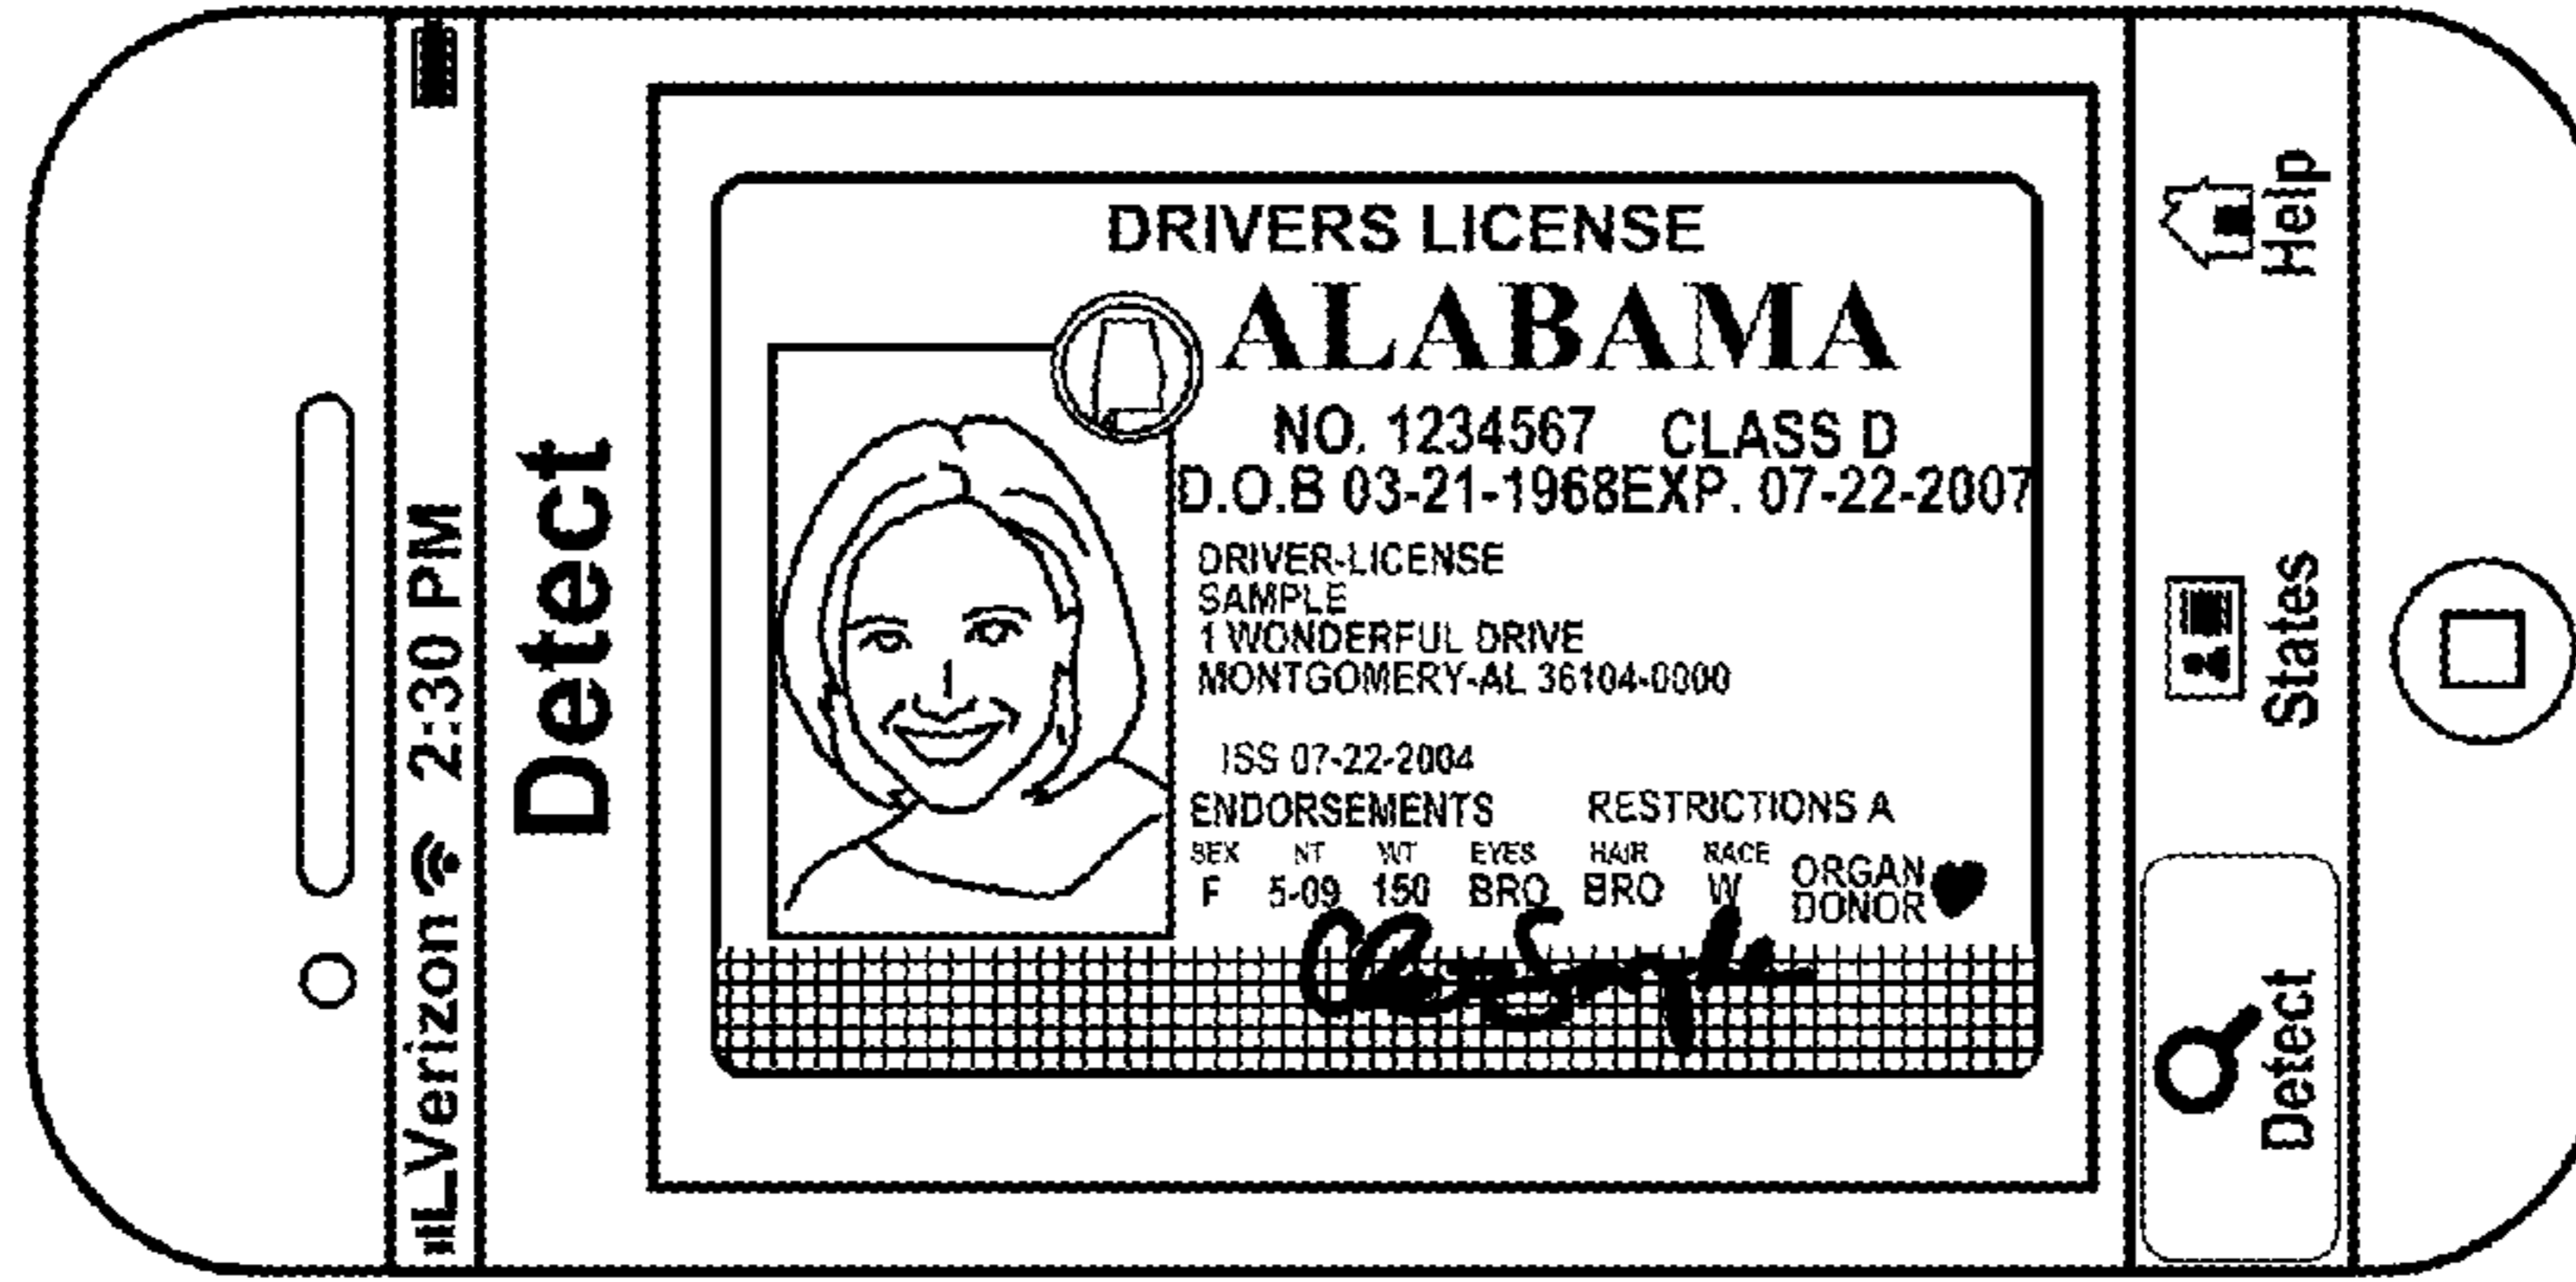 Verizon 2:30 PM
Detect
DRIVERS LICENSE
ALABAMA
NO. 1234567 CLASS D
D.O.B 03-21-1968EXP. 07-22-2007
DRIVER-LICENSE
SAMPLE
1 WONDERFUL DRIVE
MONTGOMERY-AL 36104-0000
ISS 07-22-2004
ENDORSEMENTS RESTRICTIONS A
SEX HT WT EYES HAIR RACE
F 5-09 150 BRO BRO W
ORGAN
DONOR
Detect
States
Help